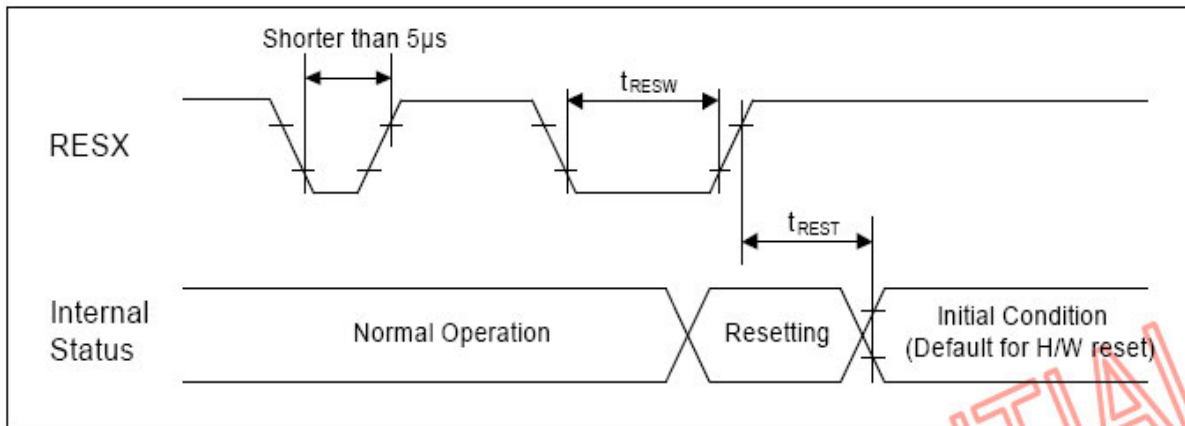 Shorter than 5µs
tRESW
RESX
tREST
Internal
Status
Normal Operation
Resetting
Initial Condition
(Default for H/W reset)